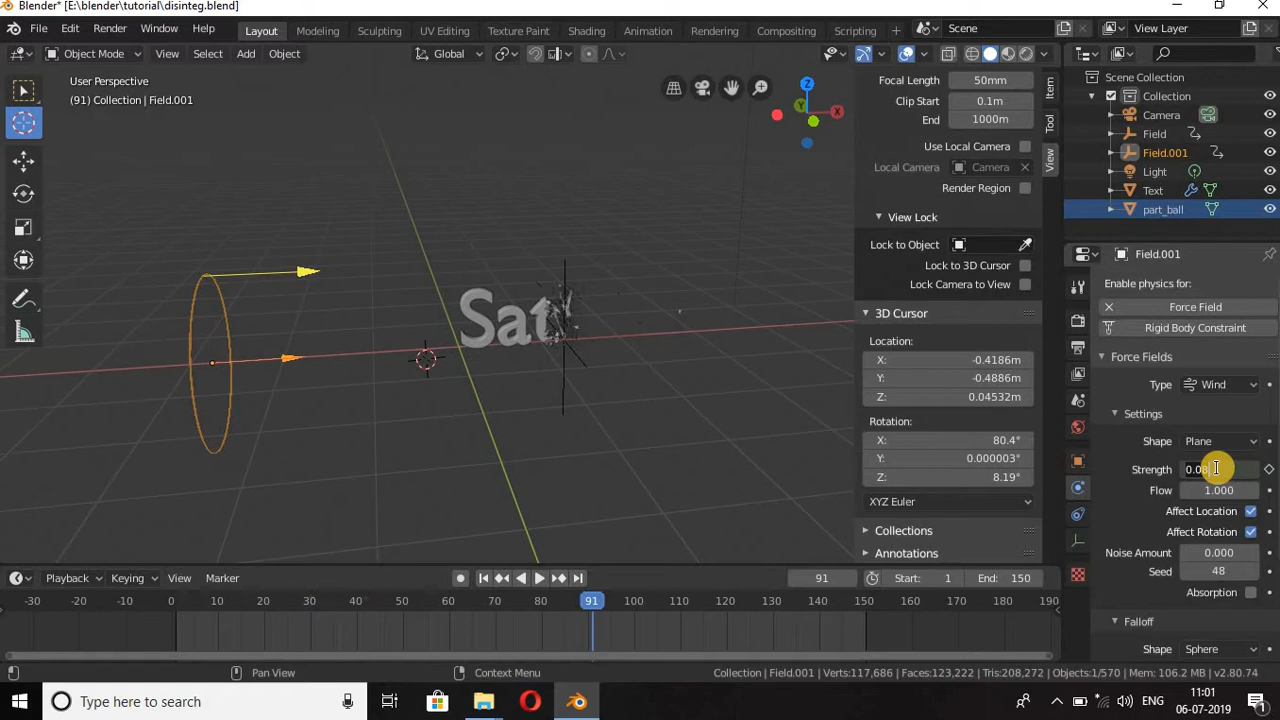 Blender* [E:\blender\tutorial\disinteg.blend]
File Edit Render Window Help Layout Modeling Sculpting UV Editing Texture Paint Shading Animation Rendering Compositing Scripting Scene View Layer
Object Mode View Select Add Object Global
User Perspective
(91) Collection | Field.001
Z
Y
X
Sat
Focal Length 50mm
Clip Start 0.1m
End 1000m
Use Local Camera
Local Camera Camera
Render Region
View Lock
Lock to Object
Lock to 3D Cursor
Lock Camera to View
3D Cursor
Location:
X: -0.4186m
Y: -0.4886m
Z: 0.04532m
Rotation:
X: 80.4°
Y: 0.000003°
Z: 8.19°
XYZ Euler
Collections
Annotations
Item
Tool
View
Scene Collection
Collection
Camera
Field
Field.001
Light
Text
part_ball
Field.001
Enable physics for:
Force Field
Rigid Body Constraint
Force Fields
Type Wind
Settings
Shape Plane
Strength 0.08
Flow 1.000
Affect Location
Affect Rotation
Noise Amount 0.000
Seed 48
Absorption
Falloff
Shape Sphere
Playback Keying View Marker 91 Start: 1 End: 150
-30 -20 -10 0 10 20 30 40 50 60 70 80 91 100 110 120 130 140 150 160 170 180 190
Pan View Context Menu Collection | Field.001 | Verts:117,686 | Faces:123,222 | Tris:208,272 | Objects:1/570 | Mem: 106.2 MB | v2.80.74
Type here to search
ENG
11:01
06-07-2019
1